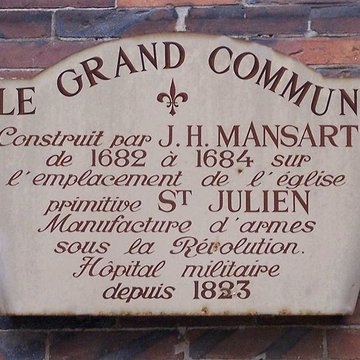 LE GRAND COMMUN
Construit par J.H. MANSART
de 1682 à 1684 sur
l'emplacement de l'église
primitive ST JULIEN
Manufacture d'armes
sous la Révolution.
Hôpital militaire
depuis 1823